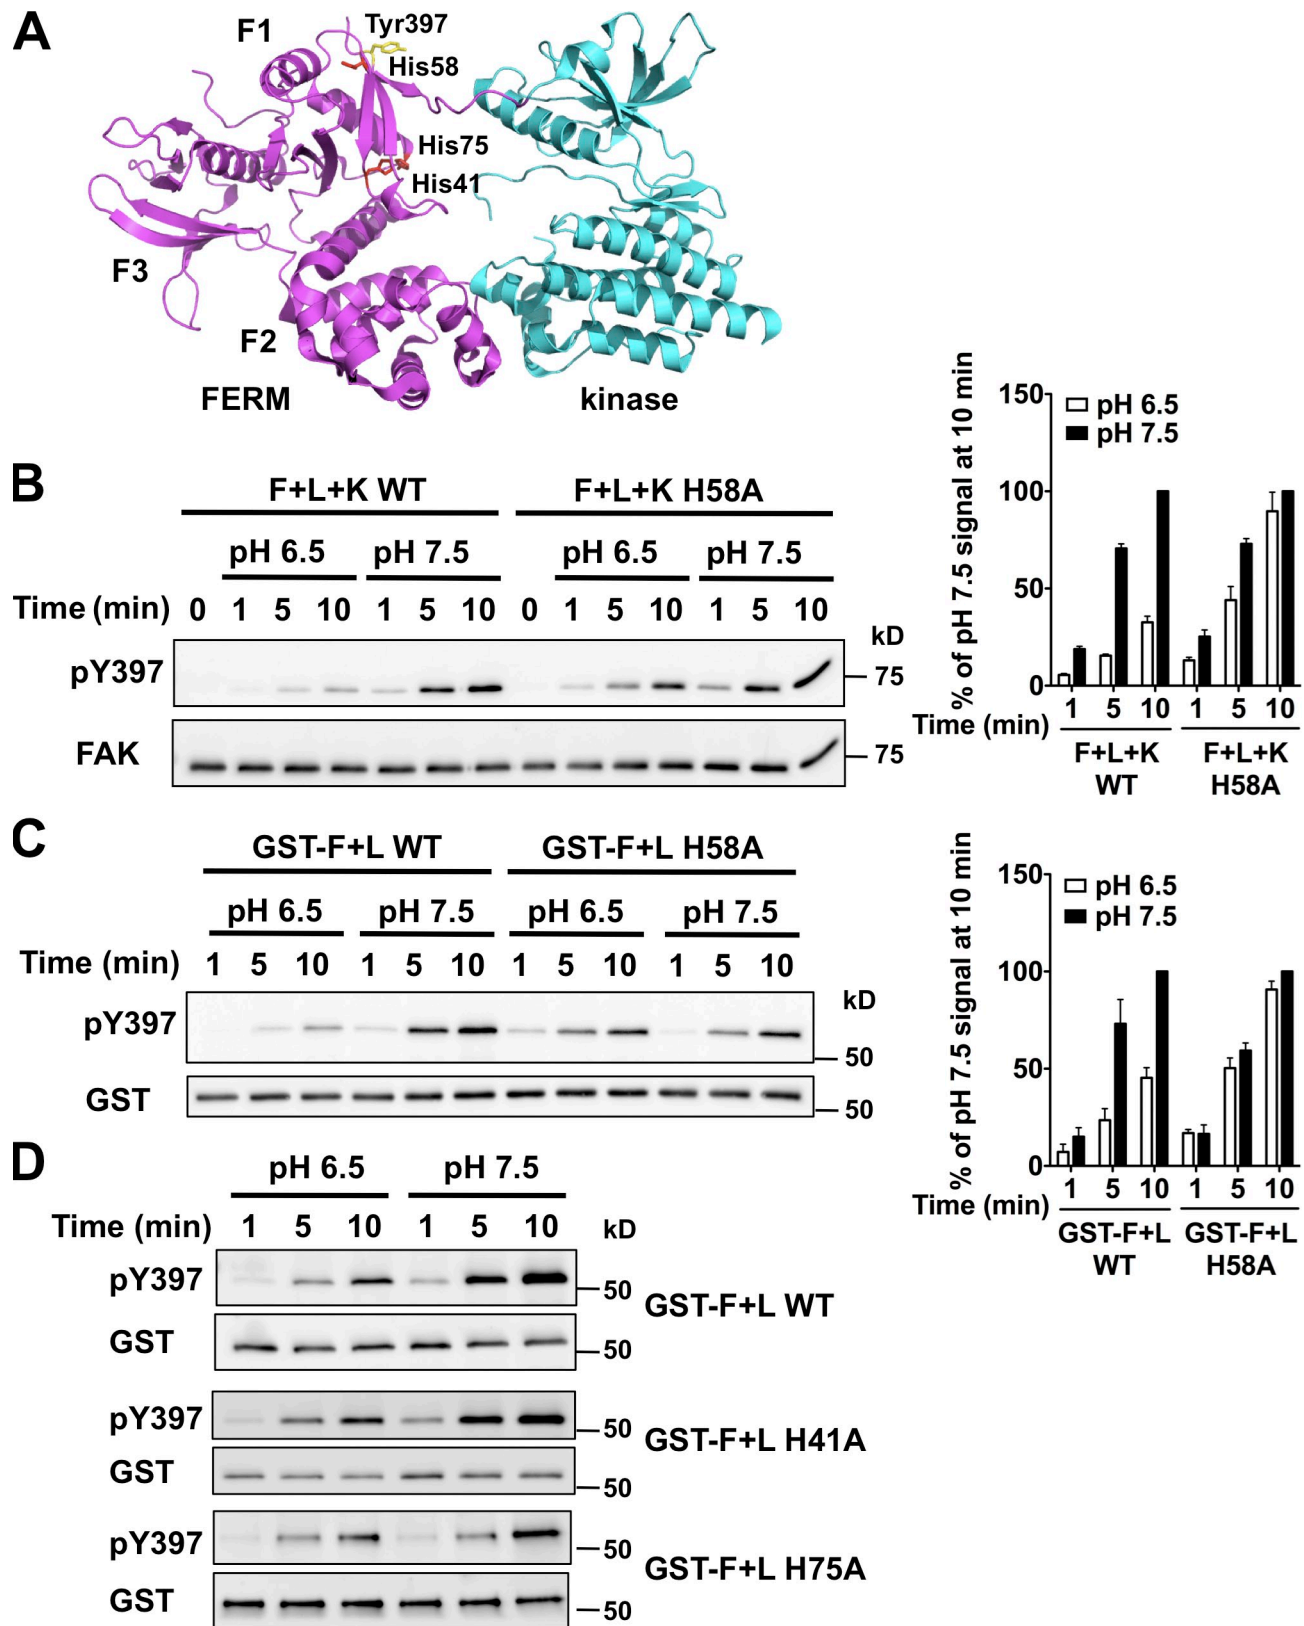 A
F1
Tyr397
His58
His75
His41
F3
F2
FERM
kinase
B
F+L+K WT F+L+K H58A
pH 6.5 pH 7.5 pH 6.5 pH 7.5
Time (min) 0 1 5 10 1 5 10 0 1 5 10 1 5 10
kD
pY397
75
FAK
75
% of pH 7.5 signal at 10 min
150
100
50
0
pH 6.5
pH 7.5
1 5 10 1 5 10
Time (min)
F+L+K F+L+K
WT H58A
C
GST-F+L WT GST-F+L H58A
pH 6.5 pH 7.5 pH 6.5 pH 7.5
Time (min) 1 5 10 1 5 10 1 5 10 1 5 10
kD
pY397
50
GST
50
% of pH 7.5 signal at 10 min
150
100
50
0
pH 6.5
pH 7.5
1 5 10 1 5 10
Time (min)
GST-F+L GST-F+L
WT H58A
D
pH 6.5 pH 7.5
Time (min) 1 5 10 1 5 10 kD
pY397
50
GST-F+L WT
GST
50
pY397
50
GST-F+L H41A
GST
50
pY397
50
GST-F+L H75A
GST
50